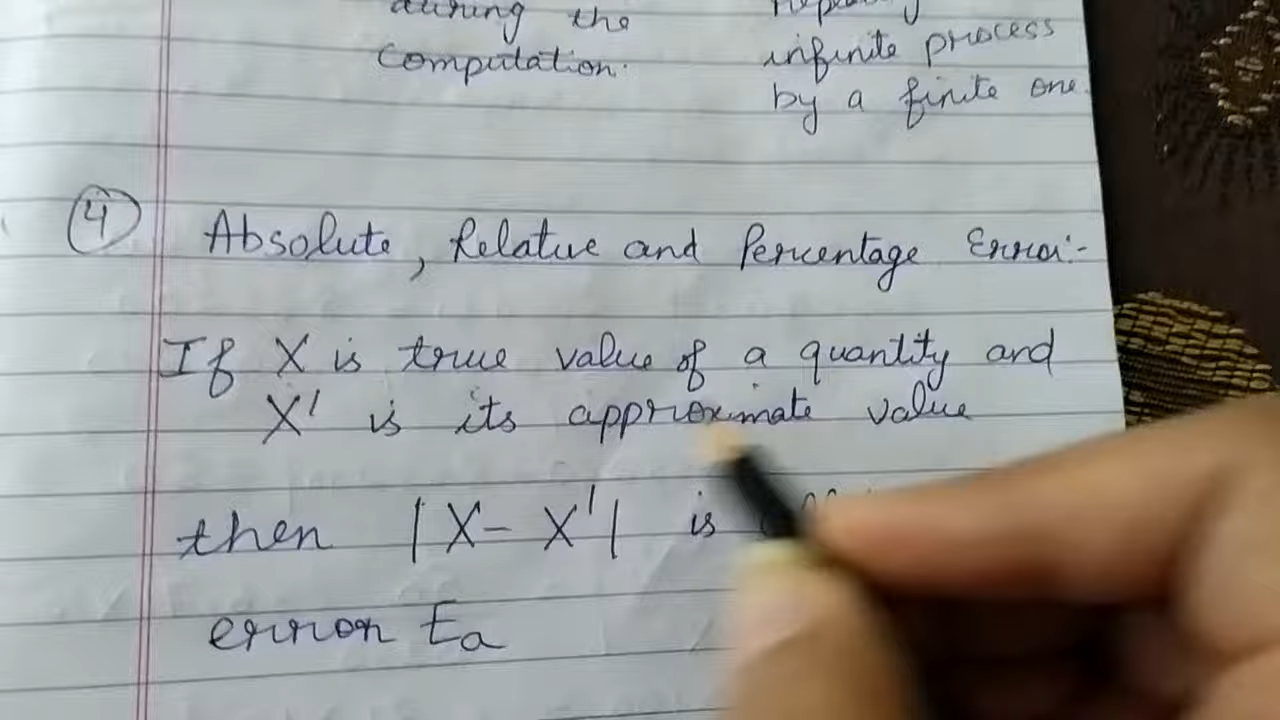 during the
computation.
infinite process
by a finite one.
4 Absolute, Relative and Percentage Error:-
If X is true value of a quantity and
X' is its approximate value
then |X - X'| is
error Ea